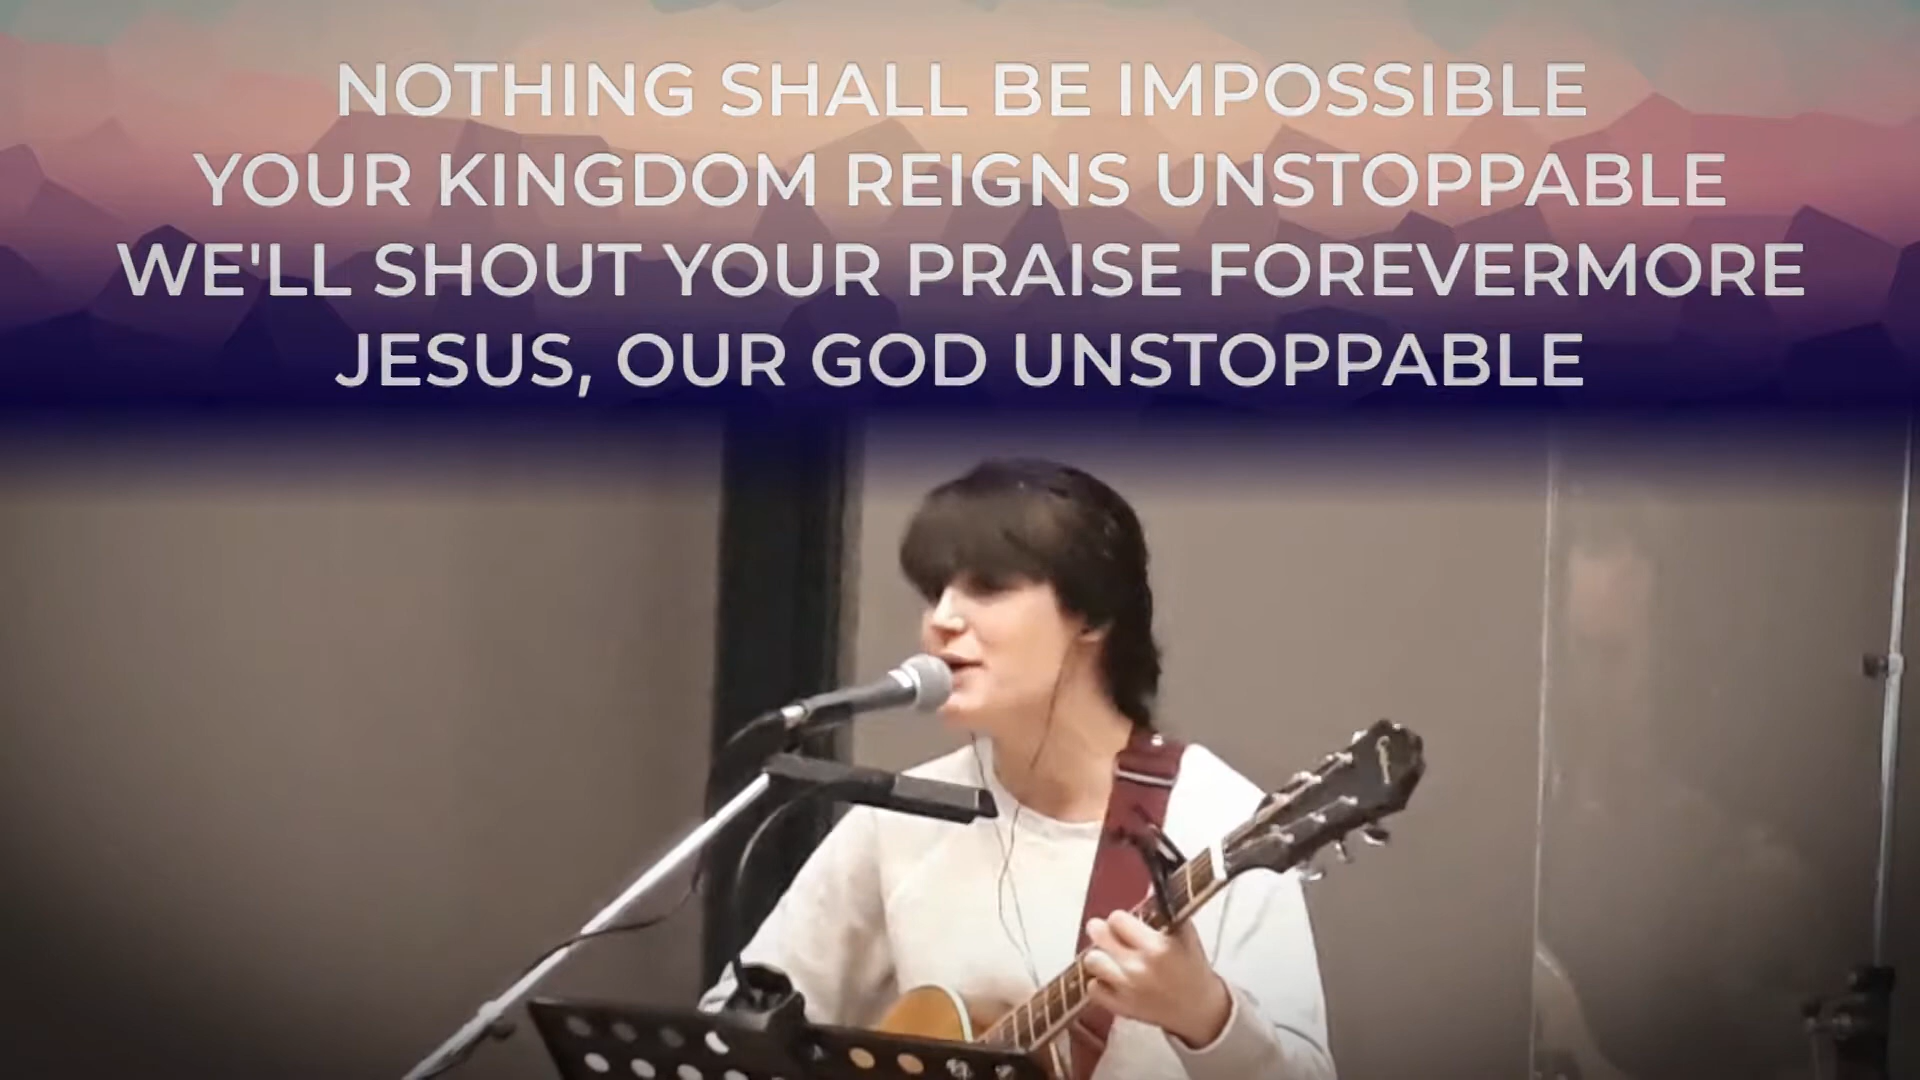 NOTHING SHALL BE IMPOSSIBLE
YOUR KINGDOM REIGNS UNSTOPPABLE
WE'LL SHOUT YOUR PRAISE FOREVERMORE
JESUS, OUR GOD UNSTOPPABLE